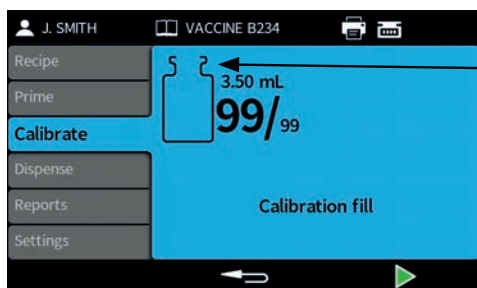 J. SMITH VACCINE B234
Recipe
Prime
Calibrate
Dispense
Reports
Settings
3.50 mL
99/99
Calibration fill